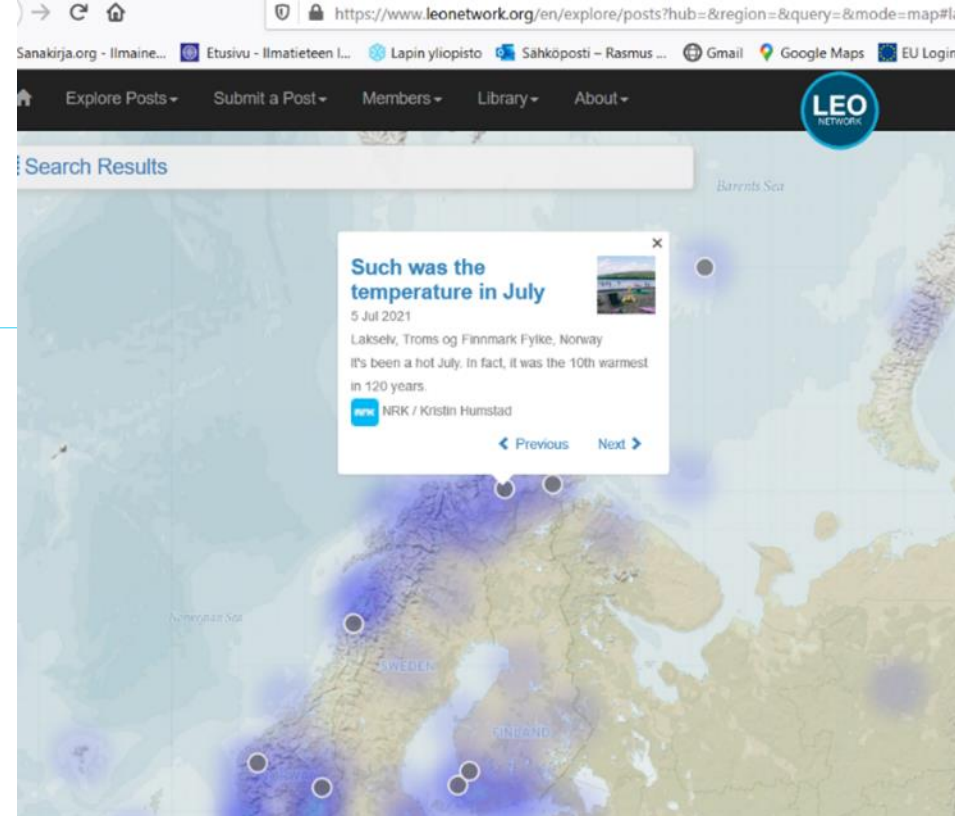 https://www.leonetwork.org/en/explore/posts?hub=&region=&query=&mode=map#la
Sanakirja.org - Ilmaine... Etusivu - Ilmatieteen l... Lapin yliopisto Sähköposti – Rasmus ... Gmail Google Maps EU Login
Explore Posts Submit a Post Members Library About LEO
NETWORK
Search Results
Barents Sea
Such was the
temperature in July
5 Jul 2021
Lakselv, Troms og Finnmark Fylke, Norway
It's been a hot July. In fact, it was the 10th warmest
in 120 years.
NRK NRK / Kristin Humstad
Previous Next
Norwegian Sea
SWEDEN
FINLAND
NORWAY